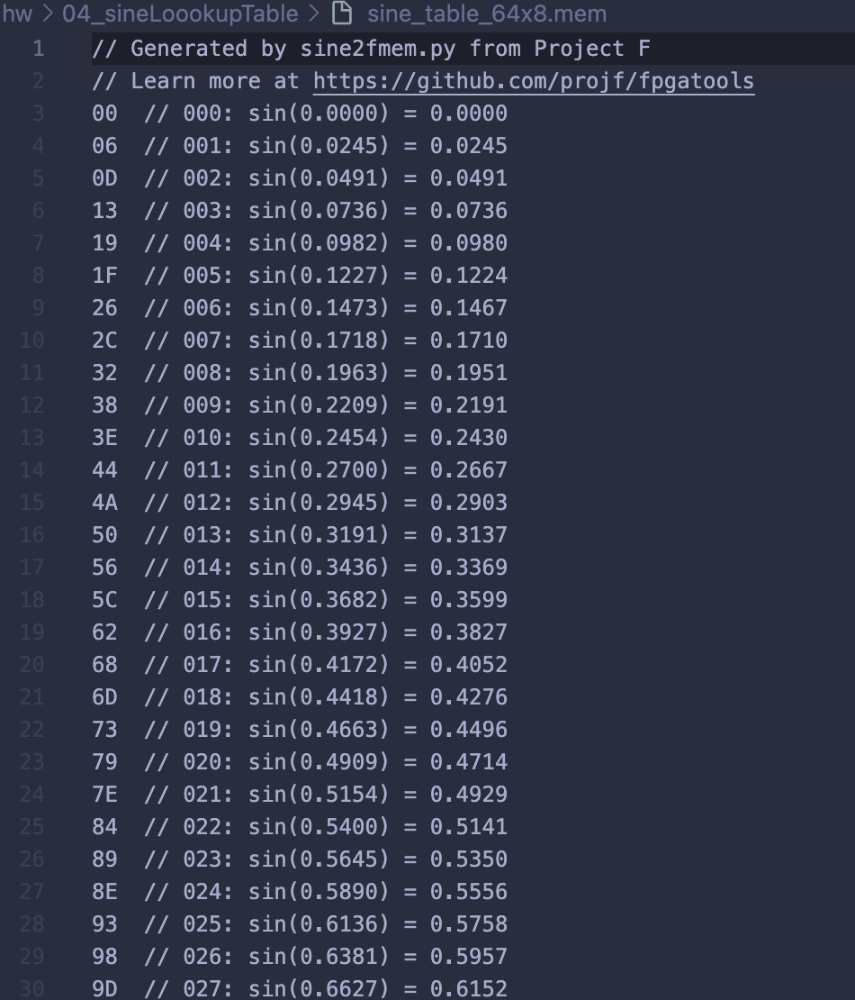 hw > 04_sineLoookupTable > sine_table_64x8.mem
1 // Generated by sine2fmem.py from Project F
2 // Learn more at https://github.com/projf/fpgatools
3 00 // 000: sin(0.0000) = 0.0000
4 06 // 001: sin(0.0245) = 0.0245
5 0D // 002: sin(0.0491) = 0.0491
6 13 // 003: sin(0.0736) = 0.0736
7 19 // 004: sin(0.0982) = 0.0980
8 1F // 005: sin(0.1227) = 0.1224
9 26 // 006: sin(0.1473) = 0.1467
10 2C // 007: sin(0.1718) = 0.1710
11 32 // 008: sin(0.1963) = 0.1951
12 38 // 009: sin(0.2209) = 0.2191
13 3E // 010: sin(0.2454) = 0.2430
14 44 // 011: sin(0.2700) = 0.2667
15 4A // 012: sin(0.2945) = 0.2903
16 50 // 013: sin(0.3191) = 0.3137
17 56 // 014: sin(0.3436) = 0.3369
18 5C // 015: sin(0.3682) = 0.3599
19 62 // 016: sin(0.3927) = 0.3827
20 68 // 017: sin(0.4172) = 0.4052
21 6D // 018: sin(0.4418) = 0.4276
22 73 // 019: sin(0.4663) = 0.4496
23 79 // 020: sin(0.4909) = 0.4714
24 7E // 021: sin(0.5154) = 0.4929
25 84 // 022: sin(0.5400) = 0.5141
26 89 // 023: sin(0.5645) = 0.5350
27 8E // 024: sin(0.5890) = 0.5556
28 93 // 025: sin(0.6136) = 0.5758
29 98 // 026: sin(0.6381) = 0.5957
30 9D // 027: sin(0.6627) = 0.6152